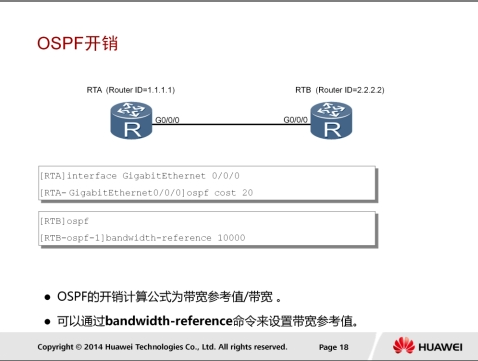 OSPF开销
RTA (Router ID=1.1.1.1)
RTB (Router ID=2.2.2.2)
R
G0/0/0
G0/0/0
R
[RTA]interface GigabitEthernet 0/0/0
[RTA-GigabitEthernet0/0/0]ospf cost 20
[RTB]ospf
[RTB-ospf-1]bandwidth-reference 10000
● OSPF的开销计算公式为带宽参考值/带宽 。
● 可以通过bandwidth-reference命令来设置带宽参考值。
Copyright © 2014 Huawei Technologies Co., Ltd. All rights reserved.
Page 18
HUAWEI